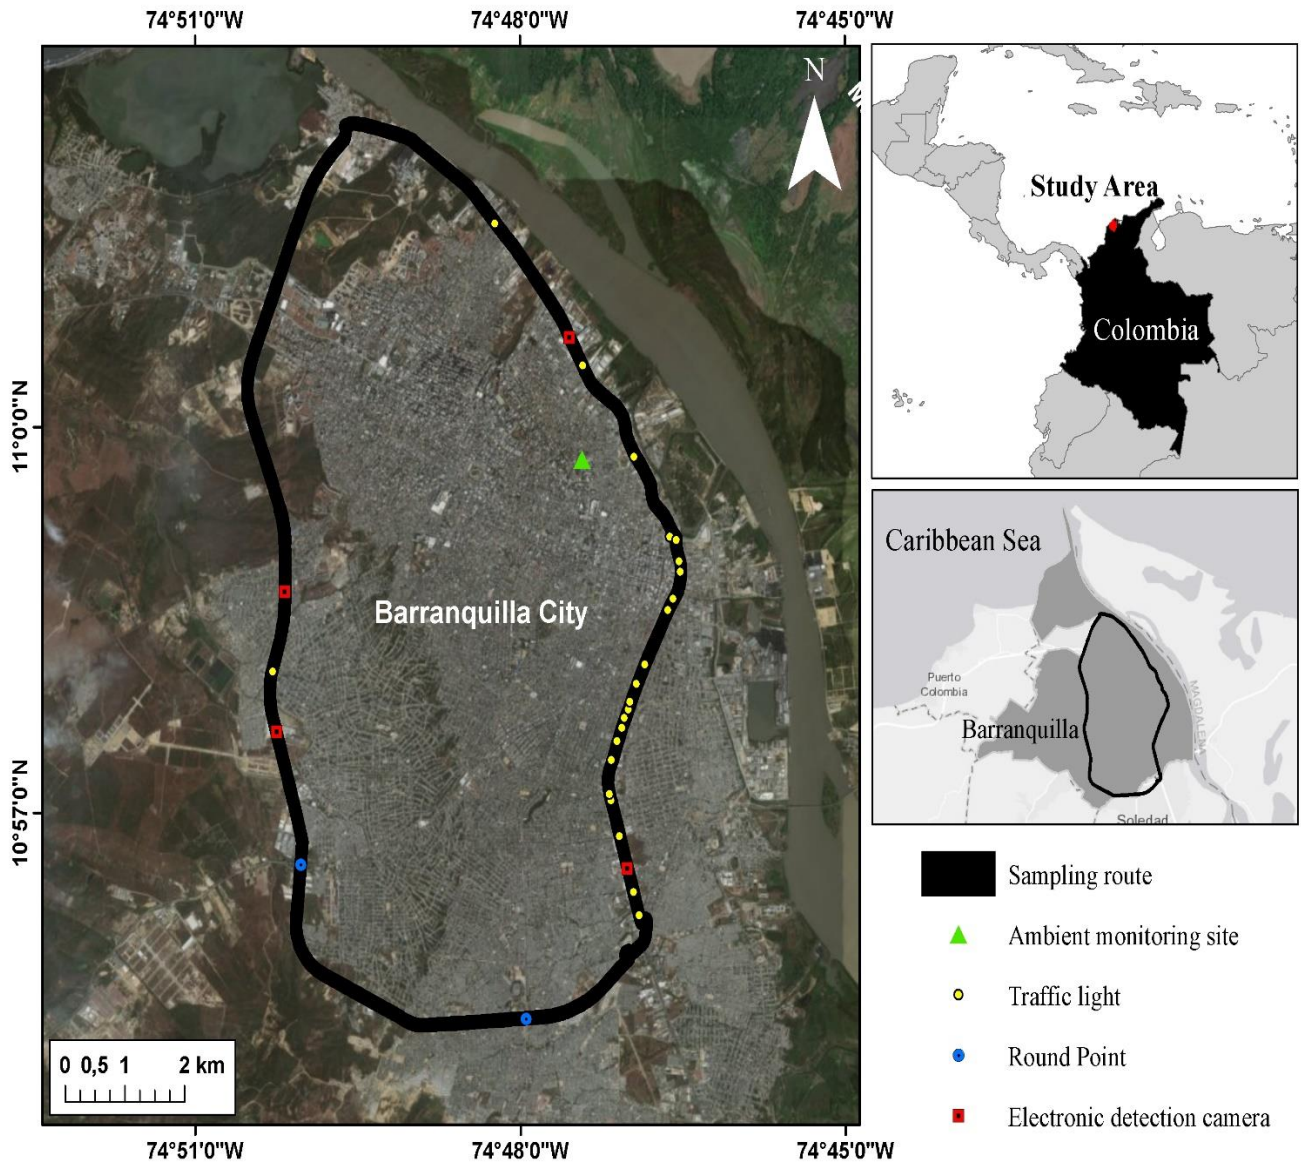 74°51'0"W
74°48'0"W
74°45'0"W
N
11°0'0"N
10°57'0"N
Barranquilla City
0 0,5 1 2 km
74°51'0"W
74°48'0"W
74°45'0"W
Study Area
Colombia
Caribbean Sea
Puerto
Colombia
Barranquilla
MAGDALENA
Soledad
Sampling route
Ambient monitoring site
Traffic light
Round Point
Electronic detection camera